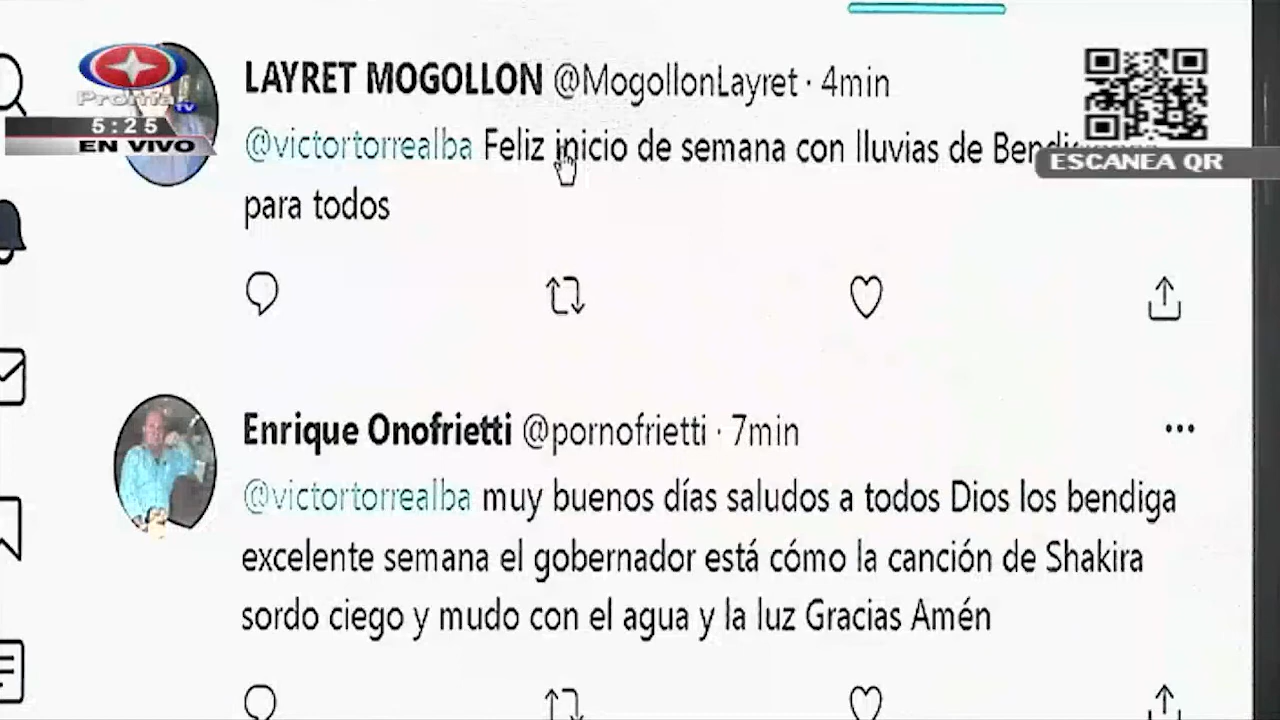 LAYRET MOGOLLON @MogollonLayret · 4min
@victortorrealba Feliz inicio de semana con lluvias de
para todos
Promar TV
5:25
EN VIVO
ESCANEA QR
Enrique Onofrietti @pornofrietti · 7min
@victortorrealba muy buenos días saludos a todos Dios los bendiga
excelente semana el gobernador está cómo la canción de Shakira
sordo ciego y mudo con el agua y la luz Gracias Amén